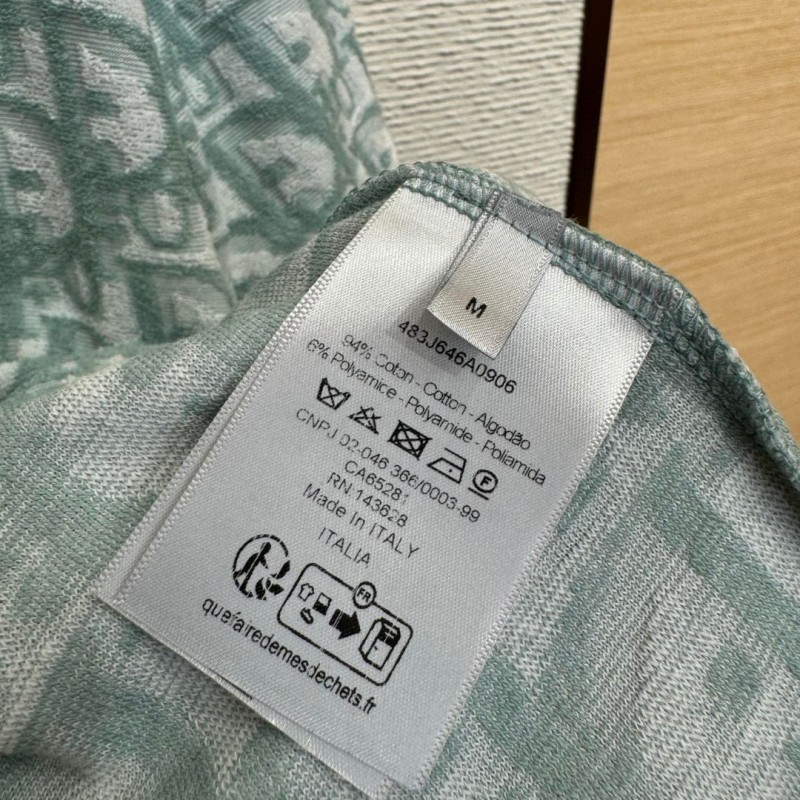 M
483J646A0906
94% Coton - Cotton - Algodão
6% Polyamide - Polyamide - Poliamida
F
CNPJ 02-046 366/0003-99
CA65281
RN:143628
Made In ITALY
ITALIA
FR
quefairedemesdechets.fr